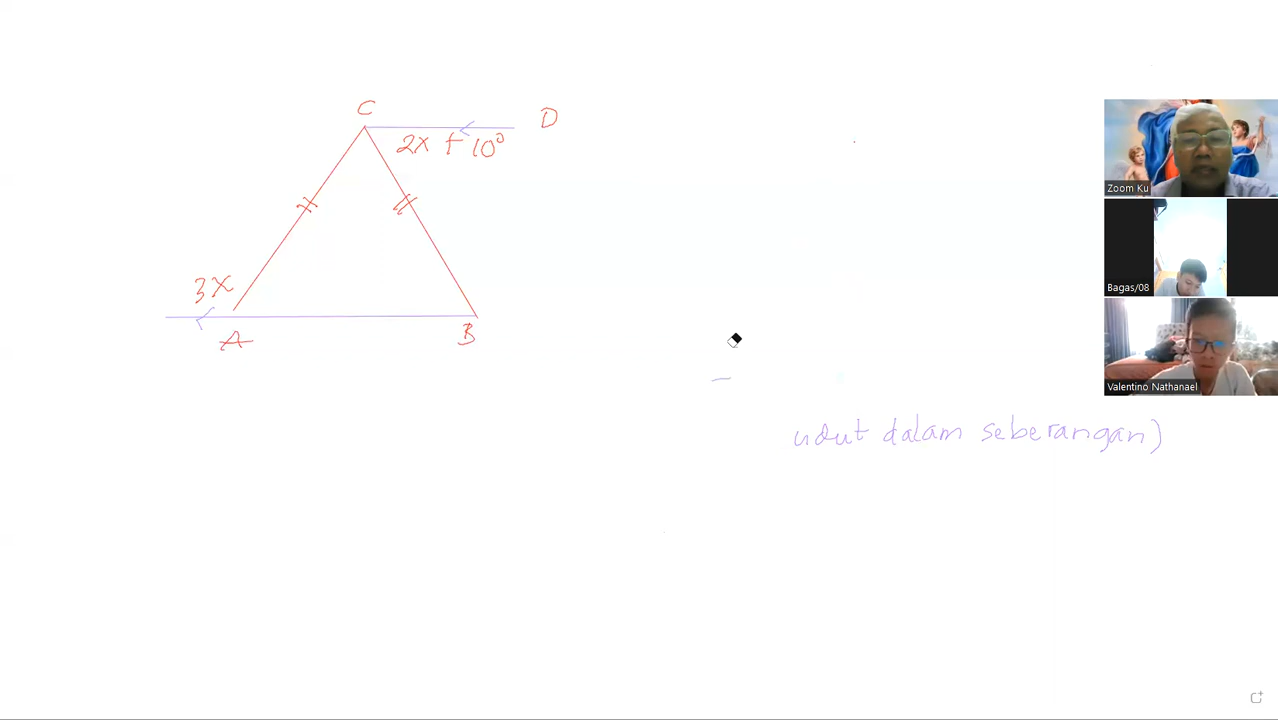 C
D
2x + 10°
3x
A
B
udut dalam seberangan)
Zoom Ku
Bagas/08
Valentino Nathanael